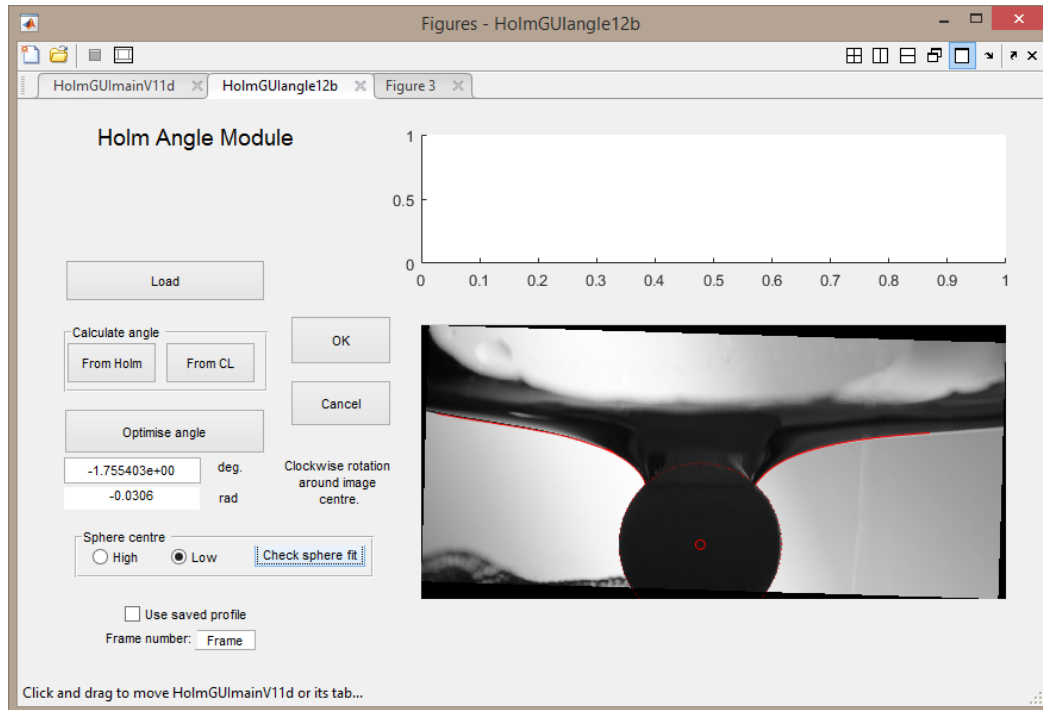 Figures - HolmGUIangle12b
HolmGUImainV11d
HolmGUIangle12b
Figure 3
Holm Angle Module
1
0.5
0
0 0.1 0.2 0.3 0.4 0.5 0.6 0.7 0.8 0.9 1
Load
Calculate angle
From Holm
From CL
OK
Cancel
Optimise angle
-1.755403e+00
deg.
-0.0306
rad
Clockwise rotation
around image
centre.
Sphere centre
High
Low
Check sphere fit
Use saved profile
Frame number:
Frame
Click and drag to move HolmGUImainV11d or its tab...